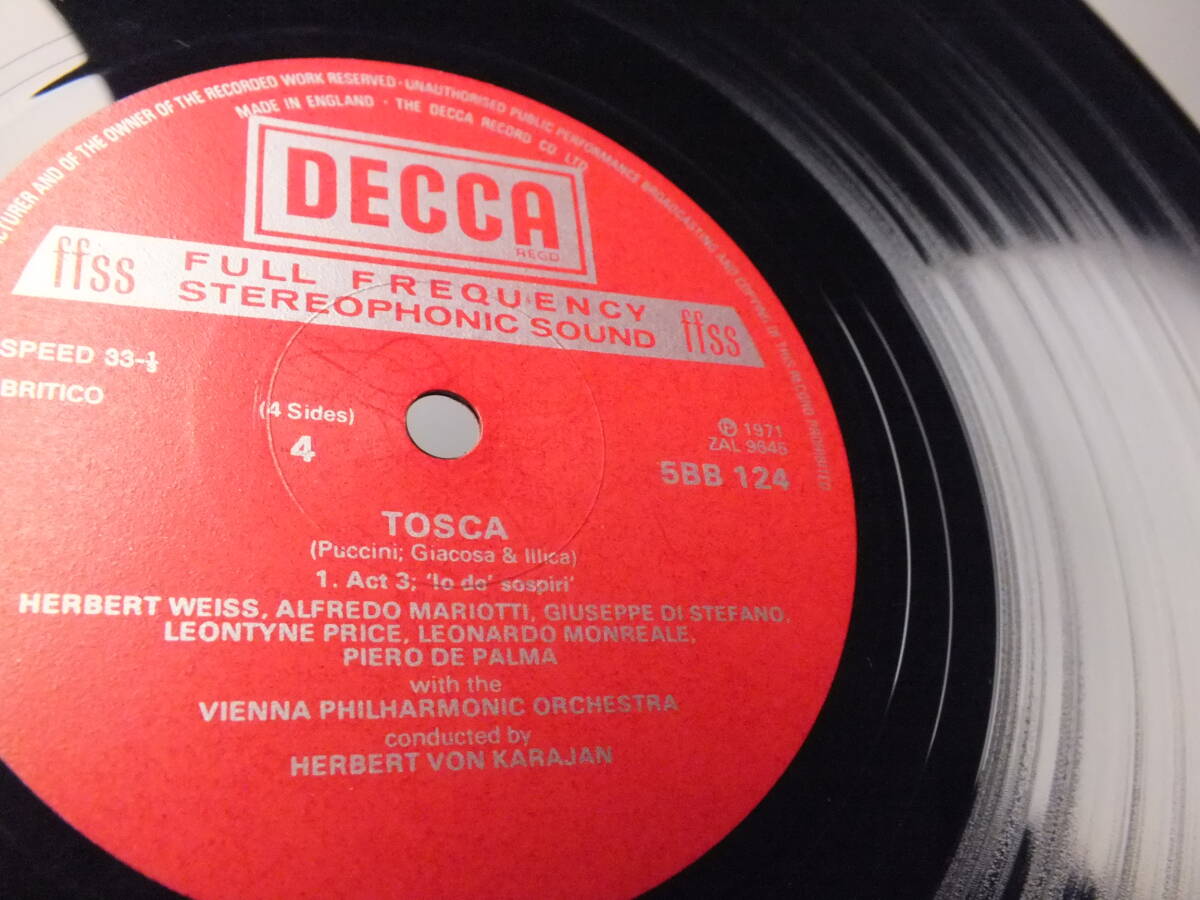 CTURER AND OF THE OWNER OF THE RECORDED WORK RESERVED · UNAUTHORISED PUBLIC PERFORMANCE BROADCASTING AND COPYING OF THIS RECORD PROHIBITED
MADE IN ENGLAND · THE DECCA RECORD CO LTD
DECCA
REGD
ffss FULL FREQUENCY ffss
STEREOPHONIC SOUND
SPEED 33-⅓
BRITICO
(4 Sides)
4
Ⓟ 1971
ZAL 9646
5BB 124
TOSCA
(Puccini; Giacosa & Illica)
1. Act 3; 'Io de' sospiri'
HERBERT WEISS, ALFREDO MARIOTTI, GIUSEPPE DI STEFANO,
LEONTYNE PRICE, LEONARDO MONREALE,
PIERO DE PALMA
with the
VIENNA PHILHARMONIC ORCHESTRA
conducted by
HERBERT VON KARAJAN